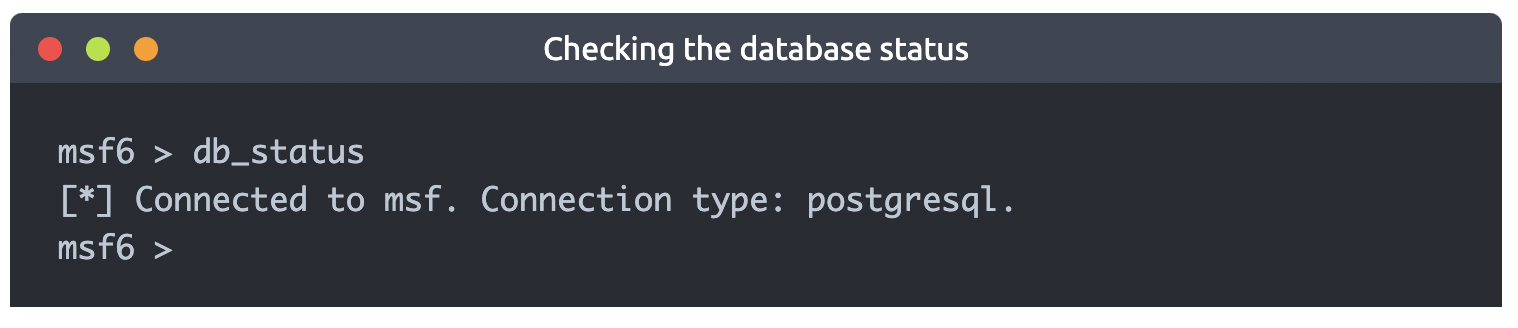 Checking the database status
msf6 > db_status
[*] Connected to msf. Connection type: postgresql.
msf6 >